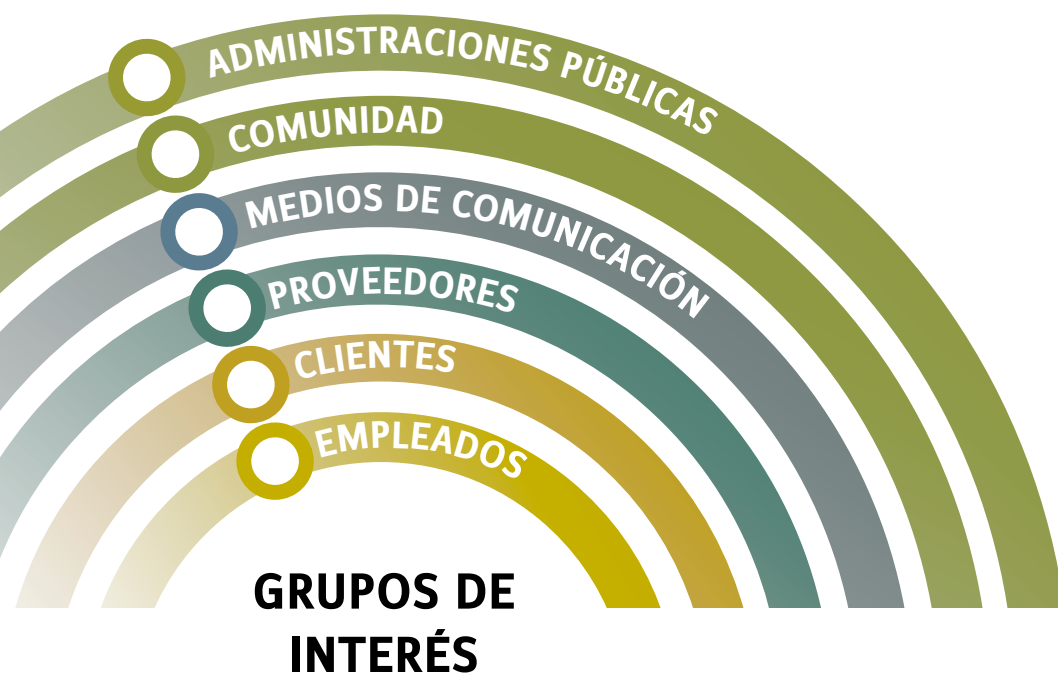 ADMINISTRACIONES PÚBLICAS
COMUNIDAD
MEDIOS DE COMUNICACIÓN
PROVEEDORES
CLIENTES
EMPLEADOS
GRUPOS DE
INTERÉS